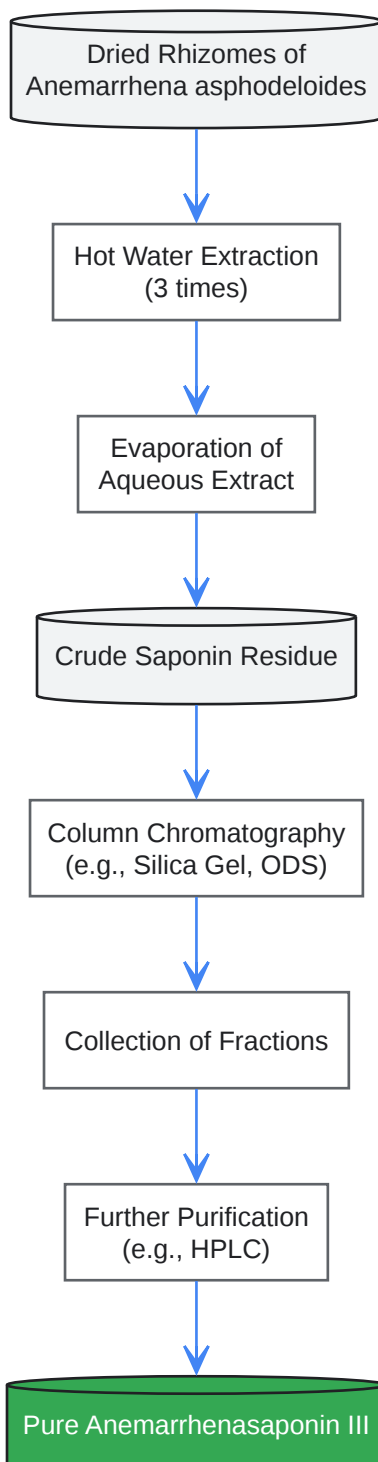 Dried Rhizomes of
Anemarrhena asphodeloides
Hot Water Extraction
(3 times)
Evaporation of
Aqueous Extract
Crude Saponin Residue
Column Chromatography
(e.g., Silica Gel, ODS)
Collection of Fractions
Further Purification
(e.g., HPLC)
Pure Anemarrhenasaponin III